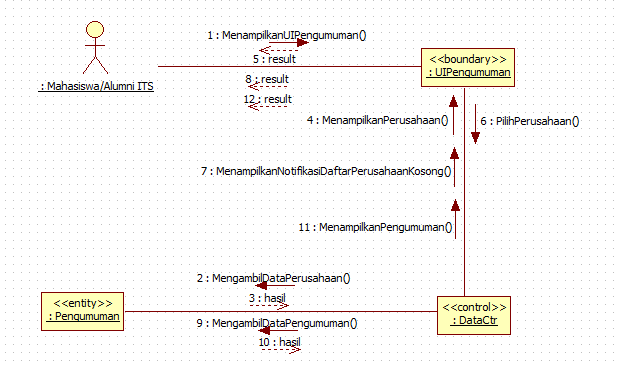 1 : MenampilkanUIPengumuman()
5 : result
<<boundary>>
: UIPengumuman
: Mahasiswa/Alumni ITS
8 : result
12 : result
4 : MenampilkanPerusahaan()
6 : PilihPerusahaan()
7 : MenampilkanNotifikasiDaftarPerusahaanKosong()
11 : MenampilkanPengumuman()
2 : MengambilDataPerusahaan()
3 : hasil
<<entity>>
: Pengumuman
<<control>>
: DataCtr
9 : MengambilDataPengumuman()
10 : hasil